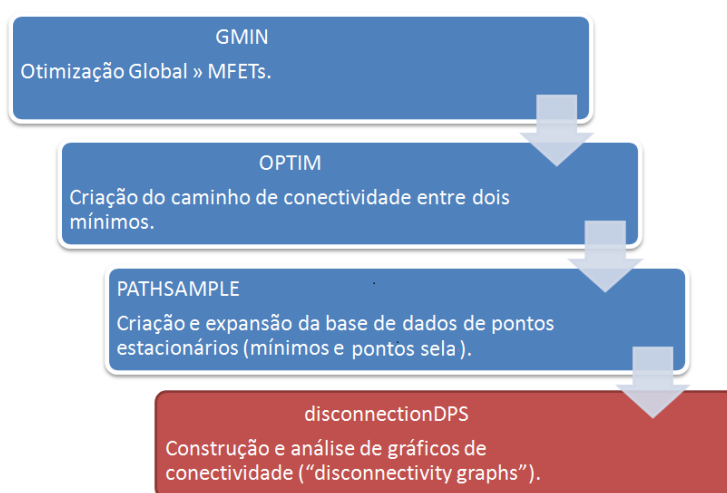 GMIN
Otimização Global » MFETs.
OPTIM
Criação do caminho de conectividade entre dois
mínimos.
PATHSAMPLE
Criação e expansão da base de dados de pontos
estacionários (mínimos e pontos sela ).
disconnectionDPS
Construção e análise de gráficos de
conectividade (“disconnectivity graphs”).